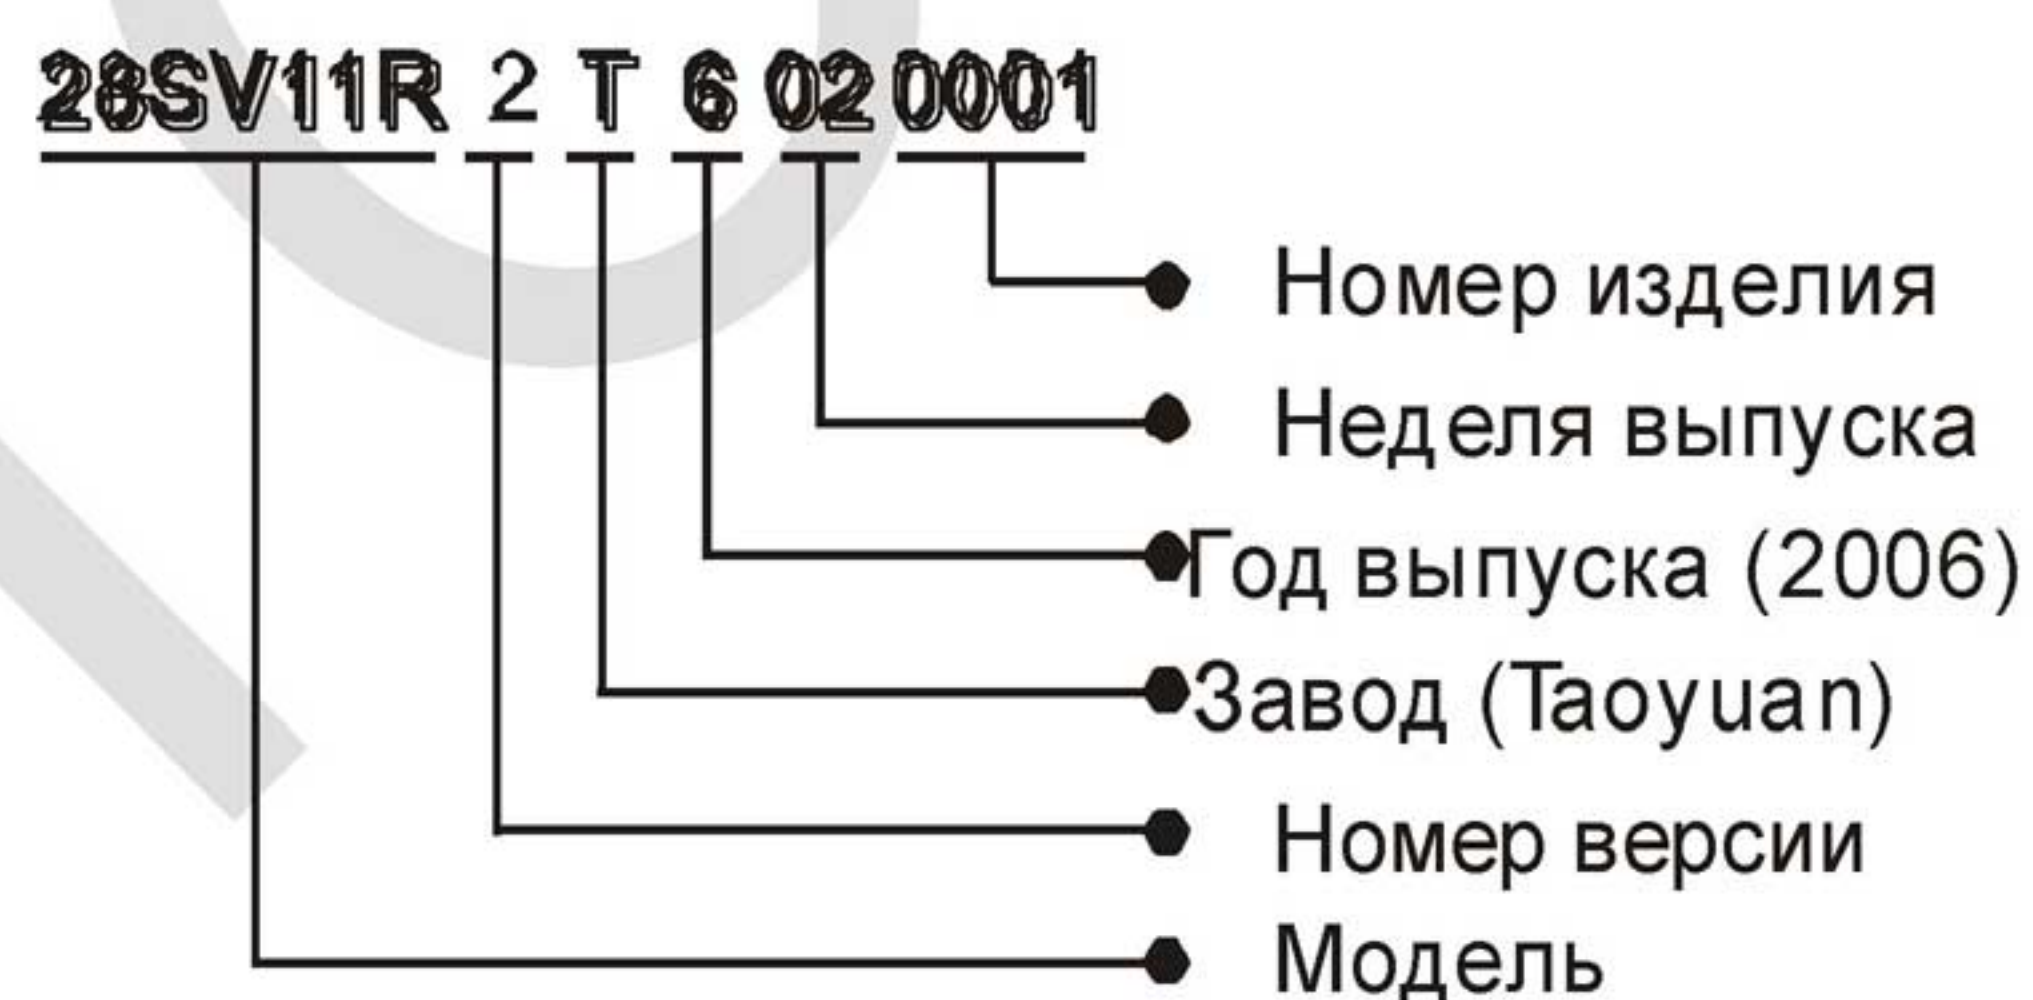 28SV11R 2 T 6 02 0001
Номер изделия
Неделя выпуска
Год выпуска (2006)
Завод (Taoyuan)
Номер версии
Модель